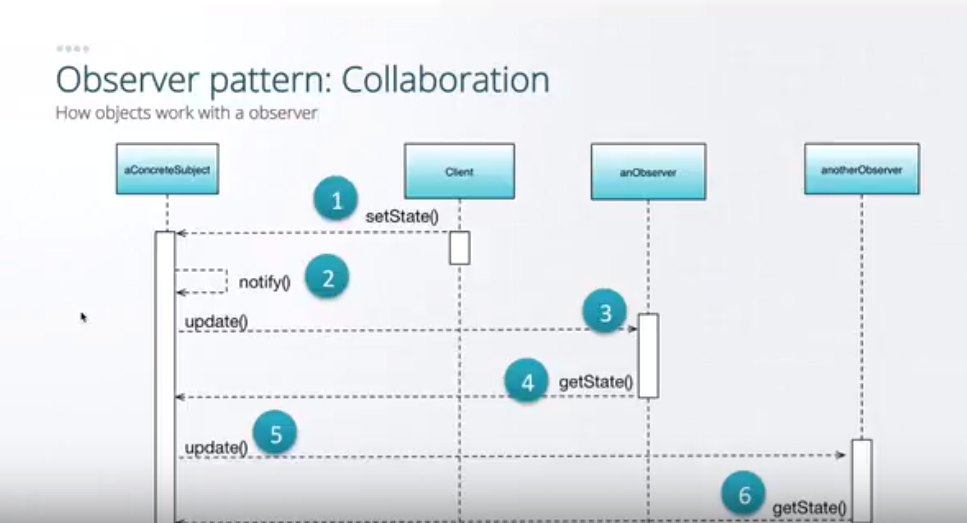 Observer pattern: Collaboration
How objects work with a observer
aConcreteSubject
Client
anObserver
anotherObserver
1
setState()
notify()
2
update()
3
4
getState()
update()
5
6
getState()